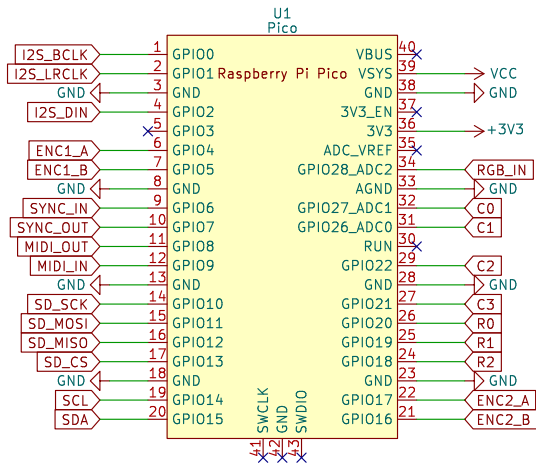 U1
Pico
I2S_BCLK 1 GPIO0 VBUS 40
I2S_LRCLK 2 GPIO1 Raspberry Pi Pico VSYS 39 VCC
GND 3 GND GND 38 GND
I2S_DIN 4 GPIO2 3V3_EN 37
5 GPIO3 3V3 36 +3V3
ENC1_A 6 GPIO4 ADC_VREF 35
ENC1_B 7 GPIO5 GPIO28_ADC2 34 RGB_IN
GND 8 GND AGND 33 GND
SYNC_IN 9 GPIO6 GPIO27_ADC1 32 C0
SYNC_OUT 10 GPIO7 GPIO26_ADC0 31 C1
MIDI_OUT 11 GPIO8 RUN 30
MIDI_IN 12 GPIO9 GPIO22 29 C2
GND 13 GND GND 28 GND
SD_SCK 14 GPIO10 GPIO21 27 C3
SD_MOSI 15 GPIO11 GPIO20 26 R0
SD_MISO 16 GPIO12 GPIO19 25 R1
SD_CS 17 GPIO13 GPIO18 24 R2
GND 18 GND GND 23 GND
SCL 19 GPIO14 GPIO17 22 ENC2_A
SDA 20 GPIO15 GPIO16 21 ENC2_B
SWCLK GND SWDIO
41 42 43